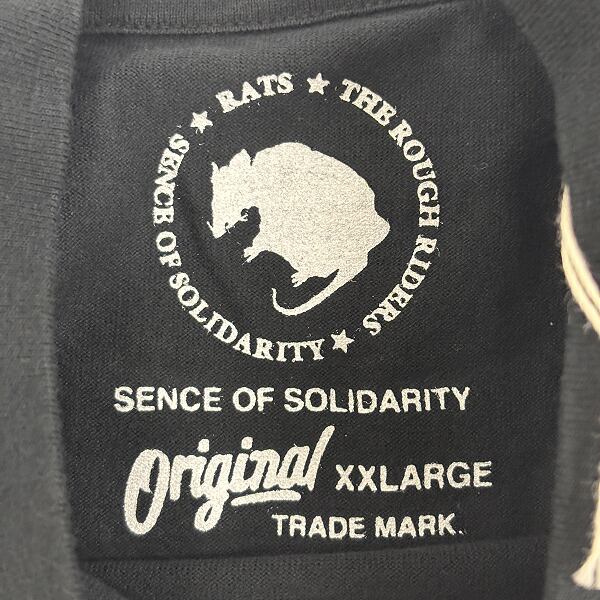 ★ RATS ★ THE ROUGH RIDERS ★ SENCE OF SOLIDARITY
SENCE OF SOLIDARITY
Original XXLARGE
TRADE MARK.